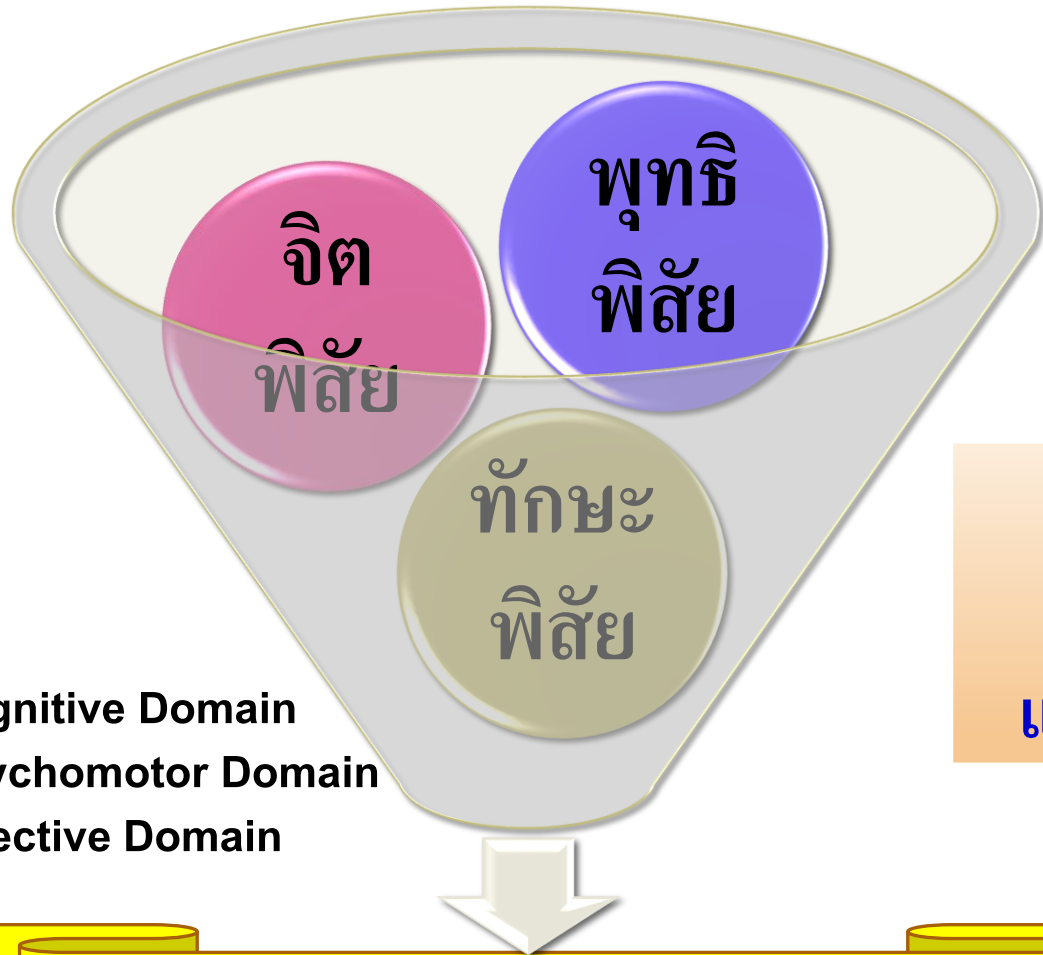 พุทธิ
พิสัย
จิต
พิสัย
ทักษะ
พิสัย
gnitive Domain
ychomotor Domain
ective Domain
แ